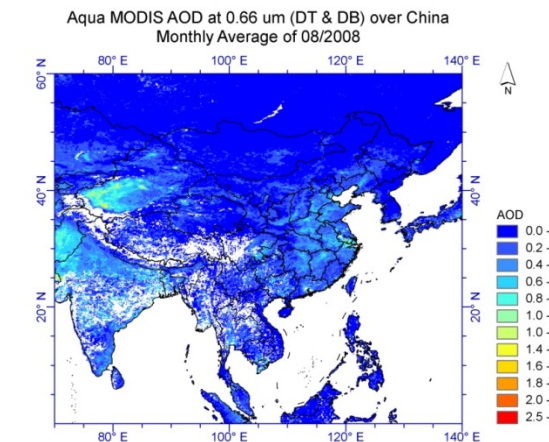 Aqua MODIS AOD at 0.66 um (DT & DB) over China
Monthly Average of 08/2008
80° E 100° E 120° E 140° E
60° N 60° N
N
40° N 40° N
20° N 20° N
AOD
0.0 -
0.2 -
0.4 -
0.6 -
0.8 -
1.0 -
1.0 -
1.4 -
1.6 -
1.8 -
2.0 -
2.5 -
80° E 100° E 120° E 140° E